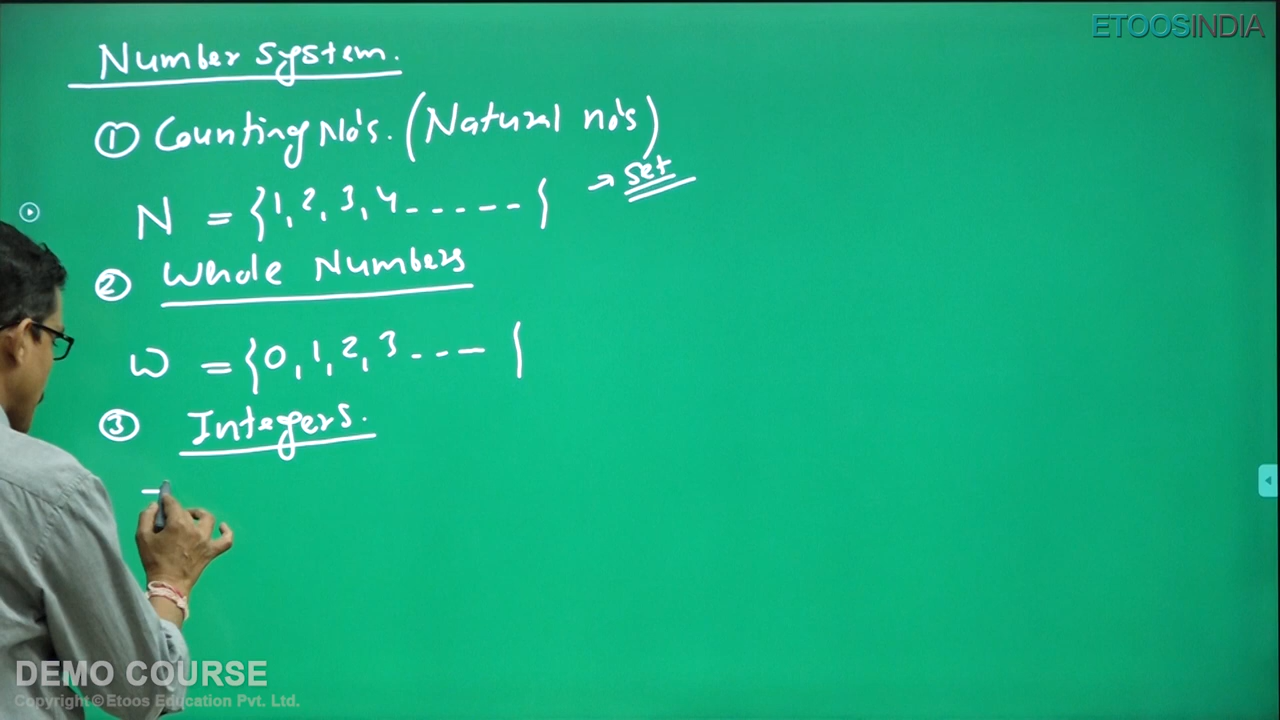 ETOOSINDIA
Number System.
① Counting No's. (Natural no's)
→ set
N = {1, 2, 3, 4 - - - - - }
② Whole Numbers
W = {0, 1, 2, 3 - - - }
③ Integers.
DEMO COURSE
Copyright © Etoos Education Pvt. Ltd.